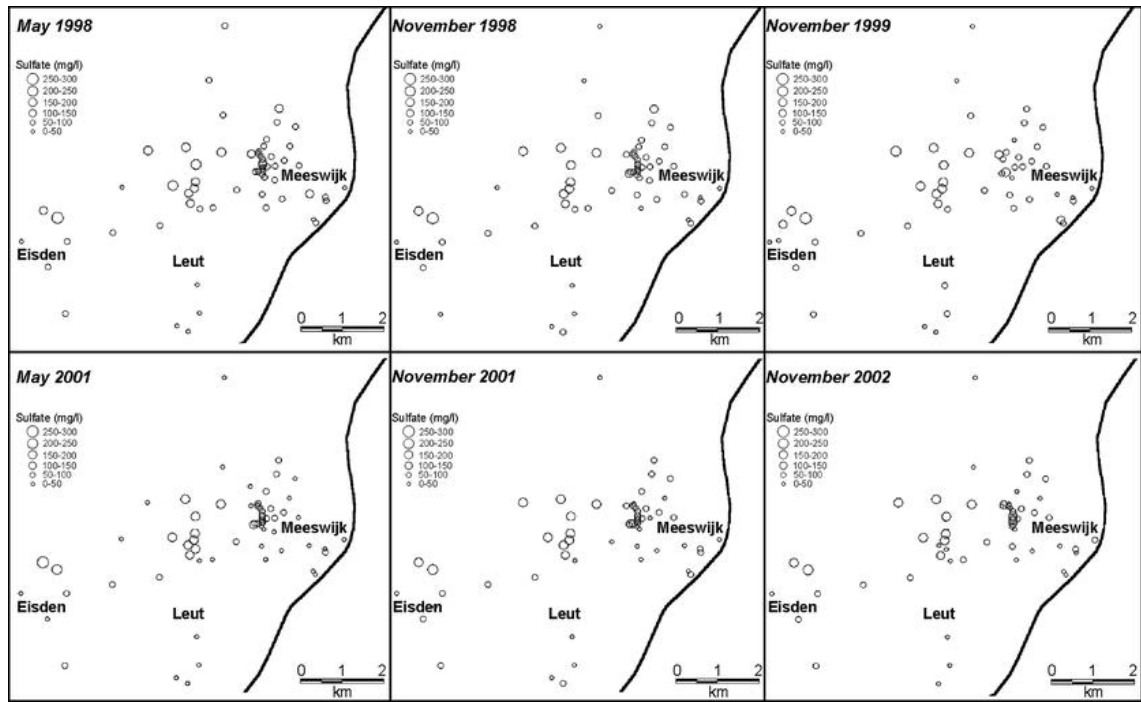 May 1998
Sulfate (mg/l)
250-300
200-250
150-200
100-150
50-100
0-50
Meeswijk
Eisden
Leut
0 1 2
km
November 1998
Sulfate (mg/l)
250-300
200-250
150-200
100-150
50-100
0-50
Meeswijk
Eisden
Leut
0 1 2
km
November 1999
Sulfate (mg/l)
250-300
200-250
150-200
100-150
50-100
0-50
Meeswijk
Eisden
Leut
0 1 2
km
May 2001
Sulfate (mg/l)
250-300
200-250
150-200
100-150
50-100
0-50
Meeswijk
Eisden
Leut
0 1 2
km
November 2001
Sulfate (mg/l)
250-300
200-250
150-200
100-150
50-100
0-50
Meeswijk
Eisden
Leut
0 1 2
km
November 2002
Sulfate (mg/l)
250-300
200-250
150-200
100-150
50-100
0-50
Meeswijk
Eisden
Leut
0 1 2
km